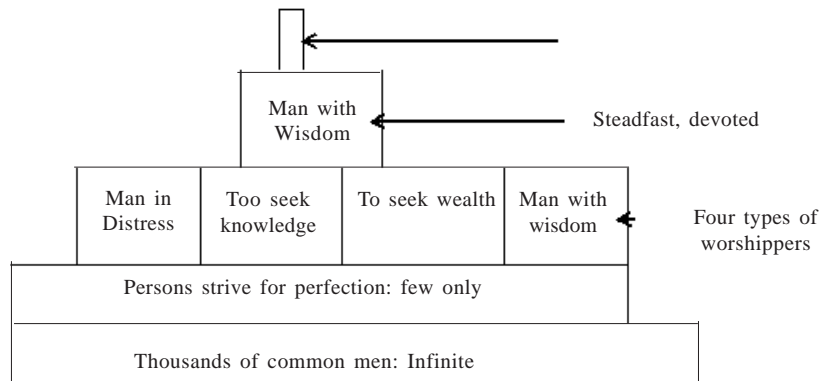 Man with
Wisdom
Steadfast, devoted
Man in
Distress
Too seek
knowledge
To seek wealth
Man with
wisdom
Four types of
worshippers
Persons strive for perfection: few only
Thousands of common men: Infinite